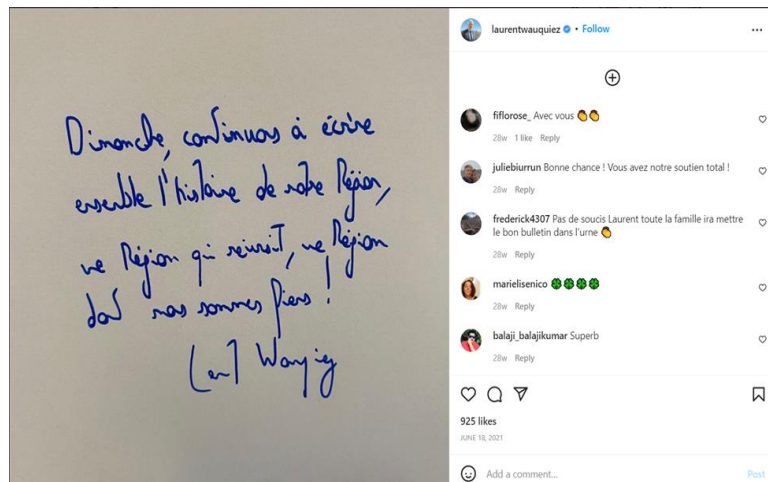 Dimanche, continuons à écrire
ensemble l'histoire de notre Région,
une Région qui réussit, une Région
dont nous sommes fiers !
Laurent Wauquiez
laurentwauquiez • Follow
fiflorose_ Avec vous 👏👏
28w 1 like Reply
juliebiurrun Bonne chance ! Vous avez notre soutien total !
28w Reply
frederick4307 Pas de soucis Laurent toute la famille ira mettre
le bon bulletin dans l'urne 👏
28w Reply
marielisenico 🍀🍀🍀🍀
28w Reply
balaji_balajikumar Superb
28w Reply
925 likes
JUNE 18, 2021
Add a comment...
Post